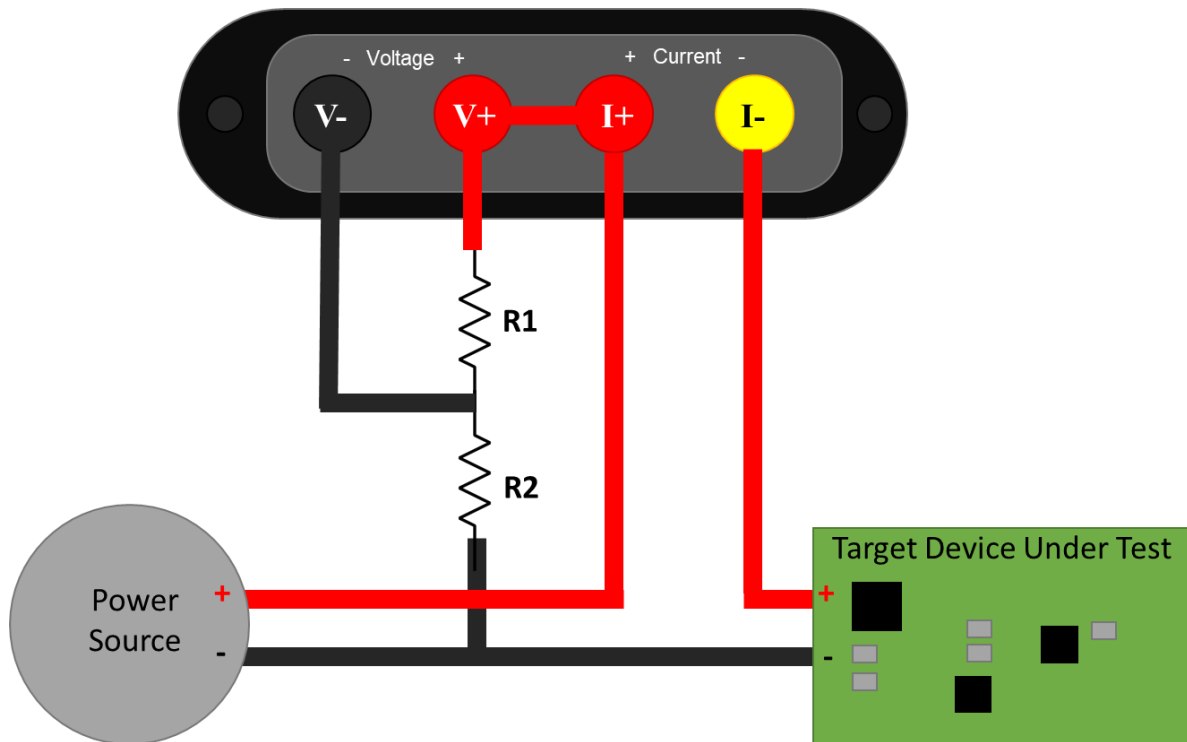 - Voltage + + Current -
V- V+ I+ I-
R1
R2
Target Device Under Test
Power
Source
+
-
+
-